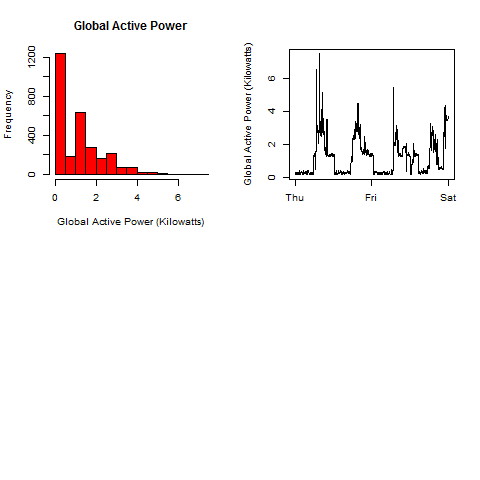 Global Active Power
Frequency
1200
800
400
0
0 2 4 6
Global Active Power (Kilowatts)
Global Active Power (Kilowatts)
6
4
2
0
Thu Fri Sat